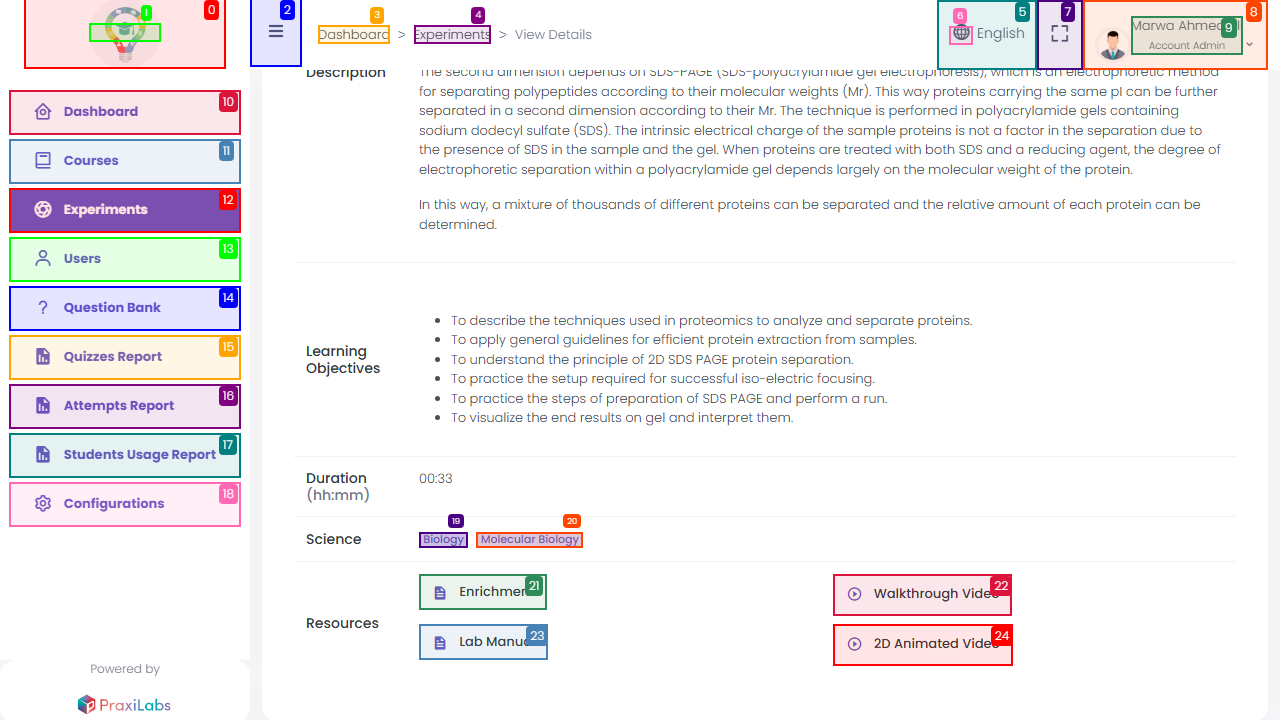 0
1
2
3
4
5
6
7
8
9
Dashboard > Experiments > View Details
English
Marwa Ahmed
Account Admin
Dashboard
10
Courses
11
Experiments
12
Users
13
Question Bank
14
Quizzes Report
15
Attempts Report
16
Students Usage Report
17
Configurations
18
Powered by
PraxiLabs
Description
The second dimension depends on SDS-PAGE (SDS-polyacrylamide gel electrophoresis), which is an electrophoretic method
for separating polypeptides according to their molecular weights (Mr). This way proteins carrying the same pI can be further
separated in a second dimension according to their Mr. The technique is performed in polyacrylamide gels containing
sodium dodecyl sulfate (SDS). The intrinsic electrical charge of the sample proteins is not a factor in the separation due to
the presence of SDS in the sample and the gel. When proteins are treated with both SDS and a reducing agent, the degree of
electrophoretic separation within a polyacrylamide gel depends largely on the molecular weight of the protein.
In this way, a mixture of thousands of different proteins can be separated and the relative amount of each protein can be
determined.
Learning
Objectives
To describe the techniques used in proteomics to analyze and separate proteins.
To apply general guidelines for efficient protein extraction from samples.
To understand the principle of 2D SDS PAGE protein separation.
To practice the setup required for successful iso-electric focusing.
To practice the steps of preparation of SDS PAGE and perform a run.
To visualize the end results on gel and interpret them.
Duration
(hh:mm)
00:33
19
20
Science
Biology
Molecular Biology
Resources
Enrichmen
21
Walkthrough Video
22
Lab Manua
23
2D Animated Video
24